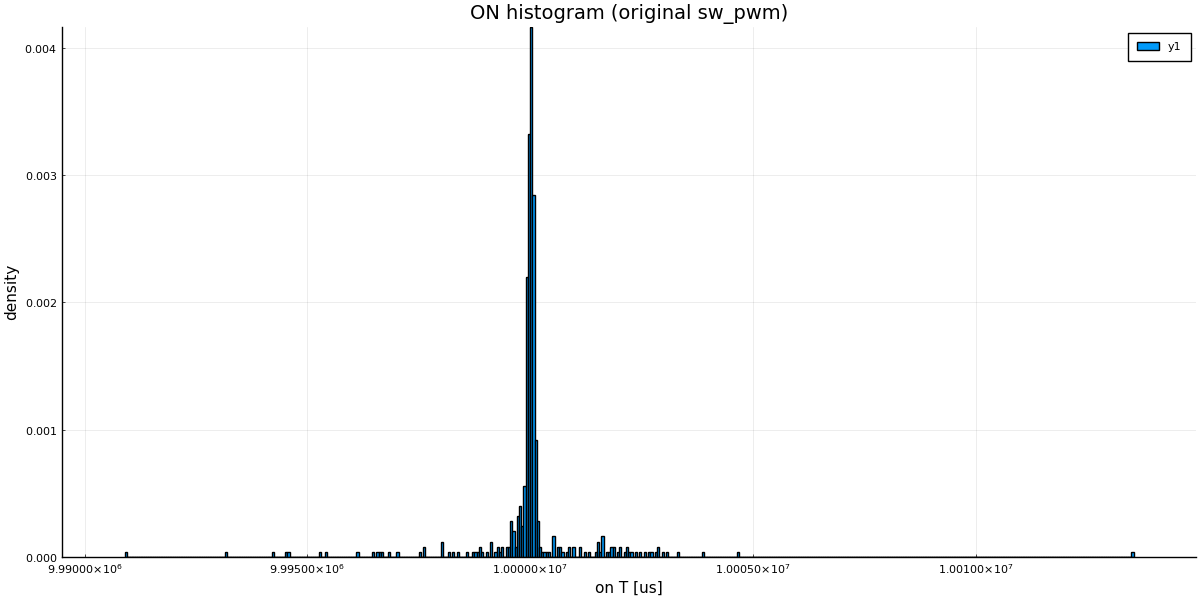 ON histogram (original sw_pwm)
y1
density
0.004
0.003
0.002
0.001
0.000
9.99000×10⁶
9.99500×10⁶
1.00000×10⁷
1.00050×10⁷
1.00100×10⁷
on T [us]